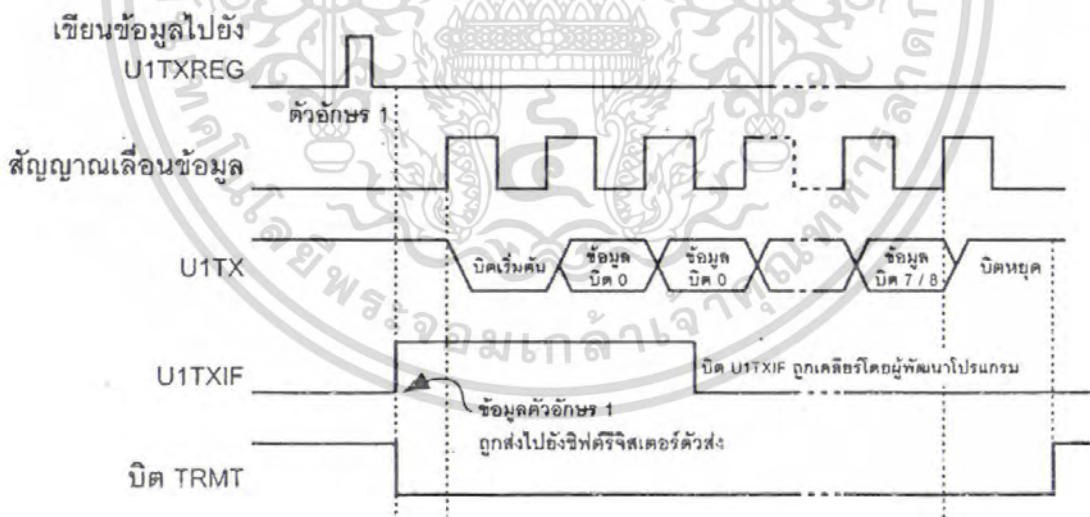 เขียนข้อมูลไปยัง
U1TXREG
ตัวอักษร 1
สัญญาณเลื่อนข้อมูล
U1TX
บิตเริ่มต้น
ข้อมูล
บิต 0
ข้อมูล
บิต 0
ข้อมูล
บิต 7 / 8
บิตหยุด
U1TXIF
บิต U1TXIF ถูกเคลียร์โดยผู้พัฒนาโปรแกรม
ข้อมูลตัวอักษร 1
ถูกส่งไปยังชิฟต์รีจิสเตอร์ตัวส่ง
บิต TRMT